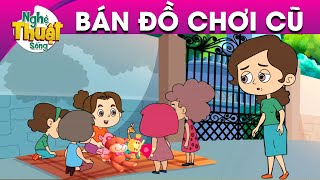 Nghệ
Thuật
Sống
BÁN ĐỒ CHƠI CŨ